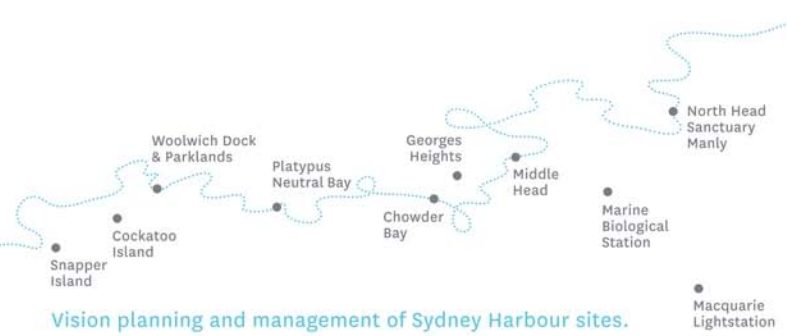 North Head
Sanctuary
Manly
Woolwich Dock
& Parklands
Georges
Heights
Platypus
Neutral Bay
Middle
Head
Chowder
Bay
Marine
Biological
Station
Cockatoo
Island
Snapper
Island
Macquarie
Lightstation
Vision planning and management of Sydney Harbour sites.